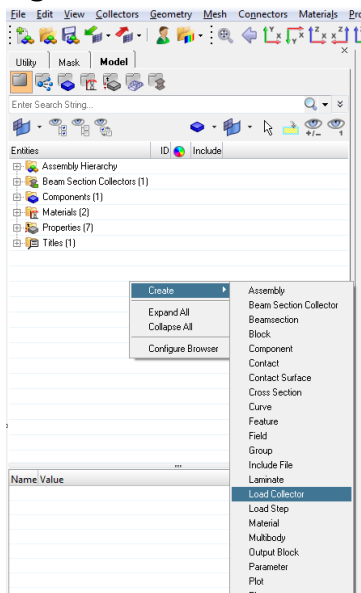 File Edit View Collectors Geometry Mesh Connectors Materials
Utility Mask Model
Enter Search String...
Entities ID Include
Assembly Hierarchy
Beam Section Collectors (1)
Components (1)
Materials (2)
Properties (7)
Titles (1)
Create
Expand All
Collapse All
Configure Browser
Assembly
Beam Section Collector
Beamsection
Block
Component
Contact
Contact Surface
Cross Section
Curve
Feature
Field
Group
Include File
Laminate
Load Collector
Load Step
Material
Multibody
Output Block
Parameter
Plot
Name Value